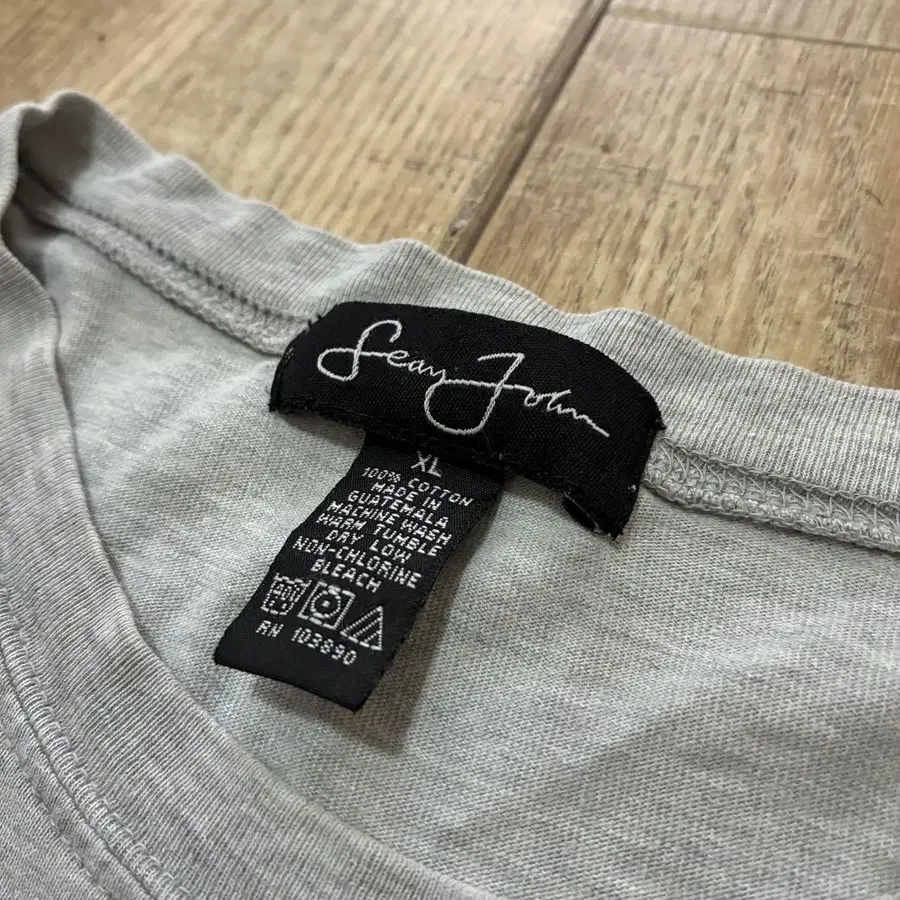 Sean John
XL
100% COTTON
MADE IN
GUATEMALA
MACHINE WASH
WARM TUMBLE
DRY LOW
NON-CHLORINE
BLEACH
RN 103890